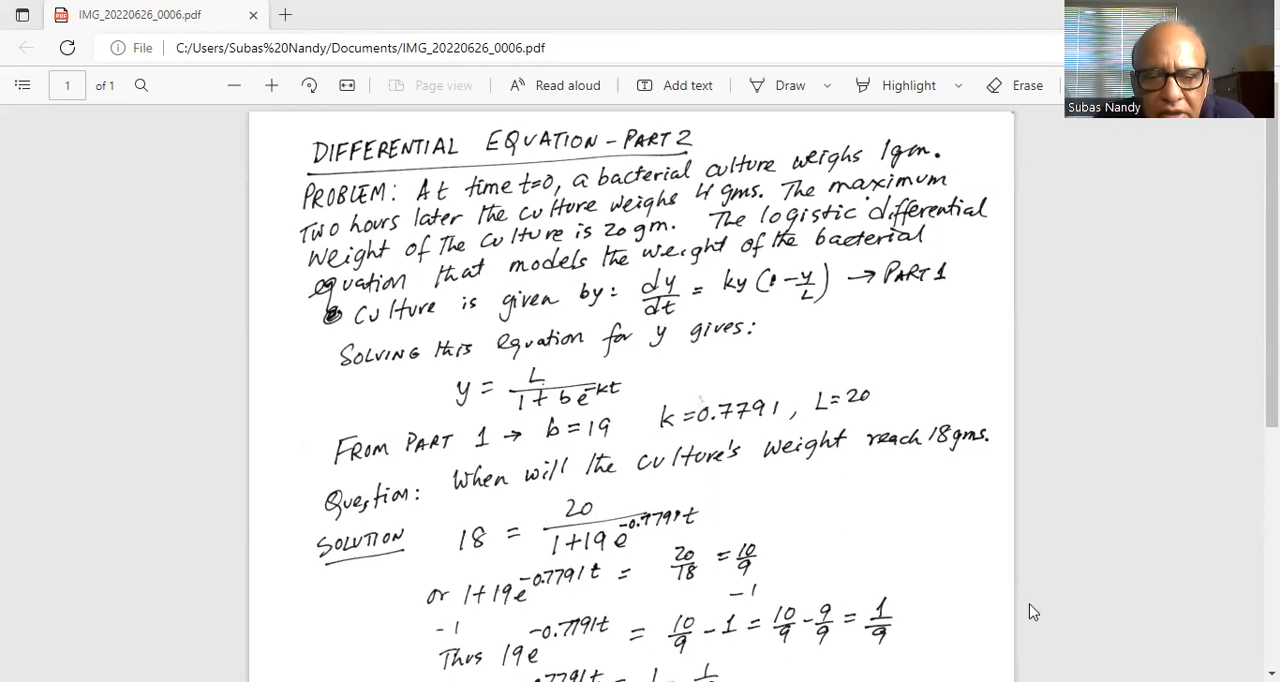 IMG_20220626_0006.pdf
File C:/Users/Subas%20Nandy/Documents/IMG_20220626_0006.pdf
1 of 1 Page view Read aloud Add text Draw Highlight Erase
Subas Nandy
DIFFERENTIAL EQUATION - PART 2
PROBLEM: At time t=0, a bacterial culture weighs 1gm.
Two hours later the culture weighs 4 gms. The maximum
weight of the culture is 20 gm. The logistic differential
equation that models the weight of the bacterial
culture is given by: dy/dt = ky (1 - y/L) → PART 1
SOLVING this equation for y gives:
y = L / (1 + be^-kt)
FROM PART 1 → b = 19 k = 0.7791, L = 20
Question: When will the culture's weight reach 18 gms.
SOLUTION 18 = 20 / (1+19e^-0.7791t)
or 1+19e^-0.7791t = 20/18 = 10/9
-1 -1
Thus 19e^-0.7791t = 10/9 - 1 = 10/9 - 9/9 = 1/9